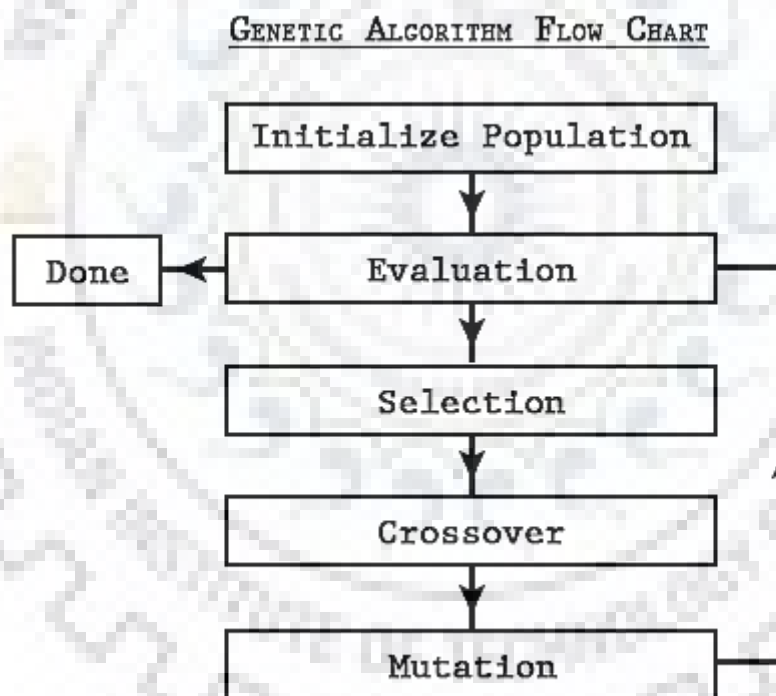 GENETIC ALGORITHM FLOW CHART
Initialize Population
Done
Evaluation
Selection
Crossover
Mutation